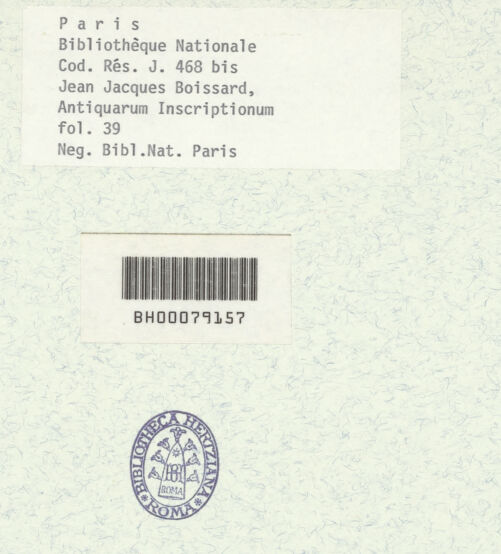 P a r i s
Bibliothèque Nationale
Cod. Rés. J. 468 bis
Jean Jacques Boissard,
Antiquarum Inscriptionum
fol. 39
Neg. Bibl.Nat. Paris
BH00079157
BIBLIOTHECA HERTZIANA
ROMA
ROMA